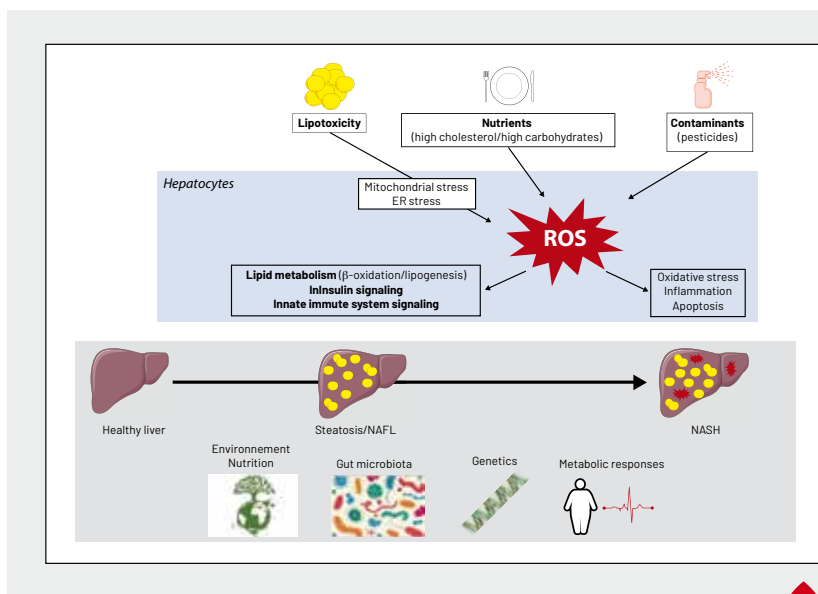 Lipotoxicity
Nutrients
(high cholesterol/high carbohydrates)
Contaminants
(pesticides)
Hepatocytes
Mitochondrial stress
ER stress
ROS
Lipid metabolism (β-oxidation/lipogenesis)
InInsulin signaling
Innate immune system signaling
Oxidative stress
Inflammation
Apoptosis
Healthy liver
Steatosis/NAFL
NASH
Environnement
Nutrition
Gut microbiota
Genetics
Metabolic responses